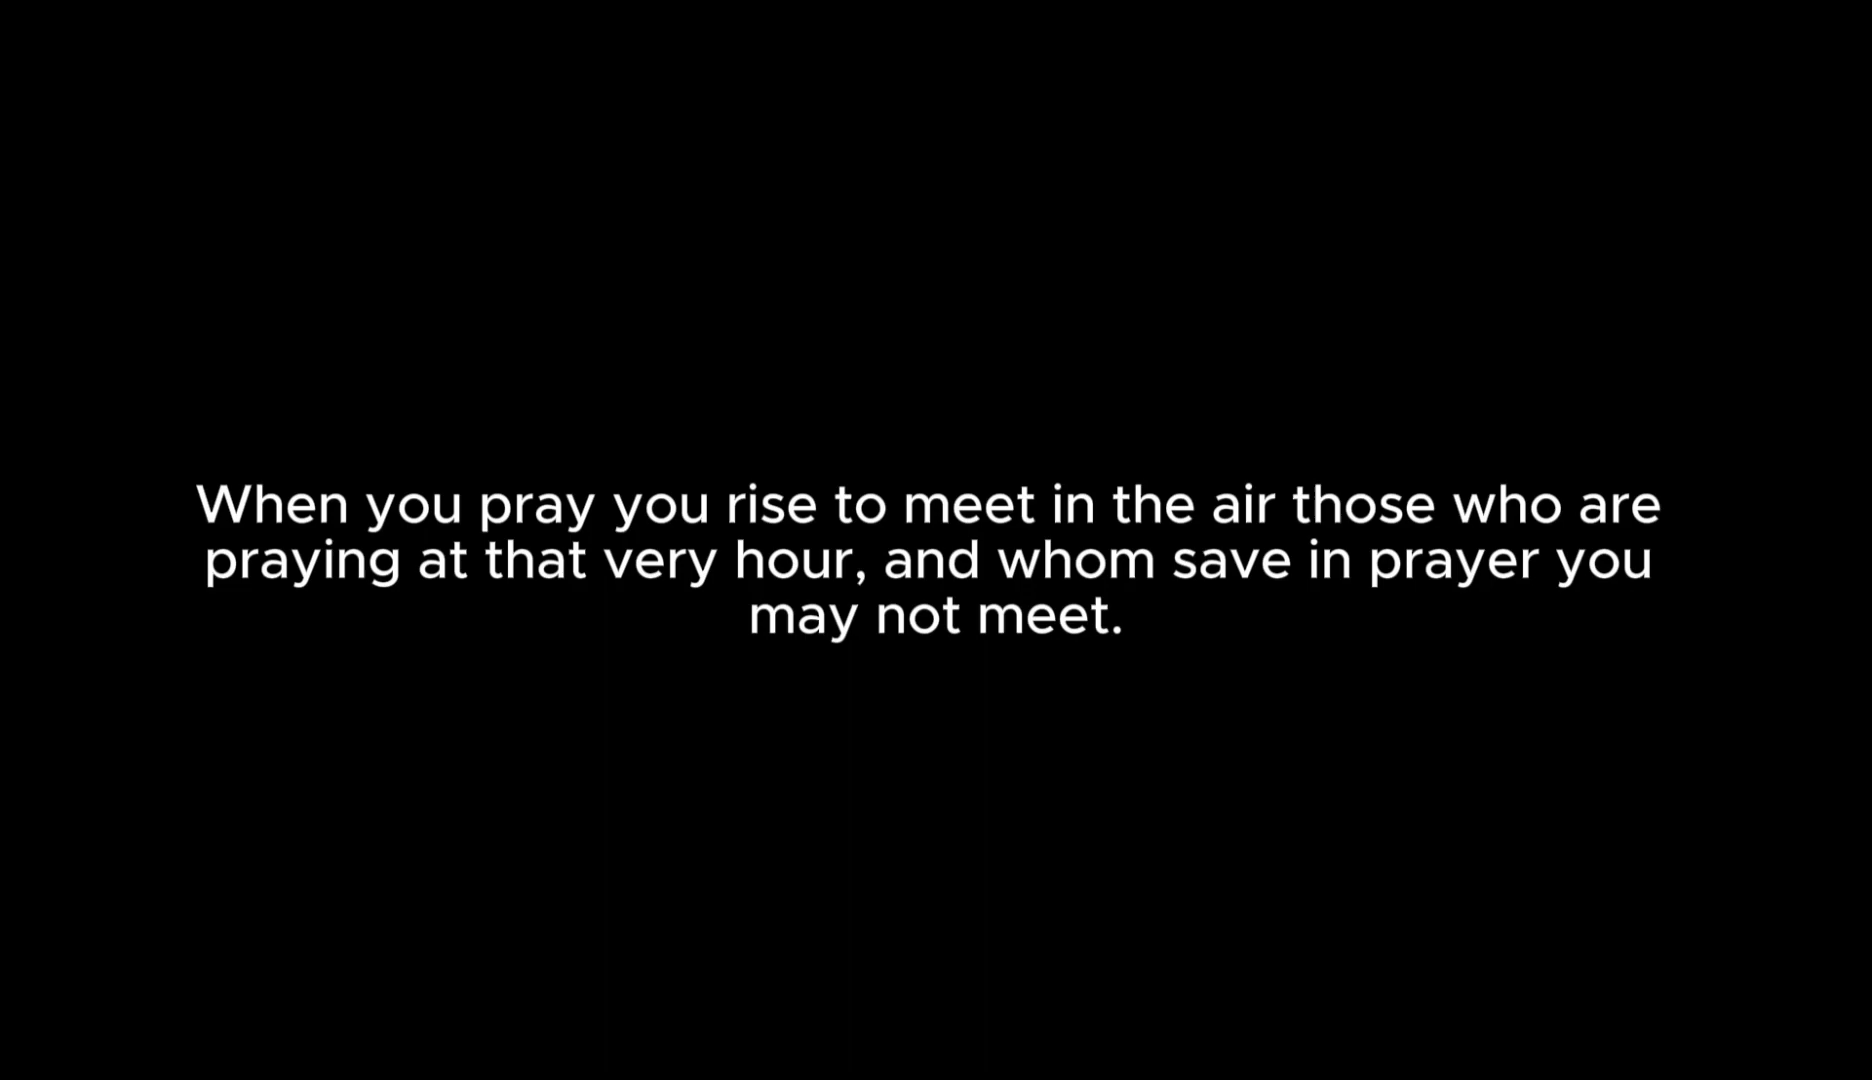 When you pray you rise to meet in the air those who are
praying at that very hour, and whom save in prayer you
may not meet.